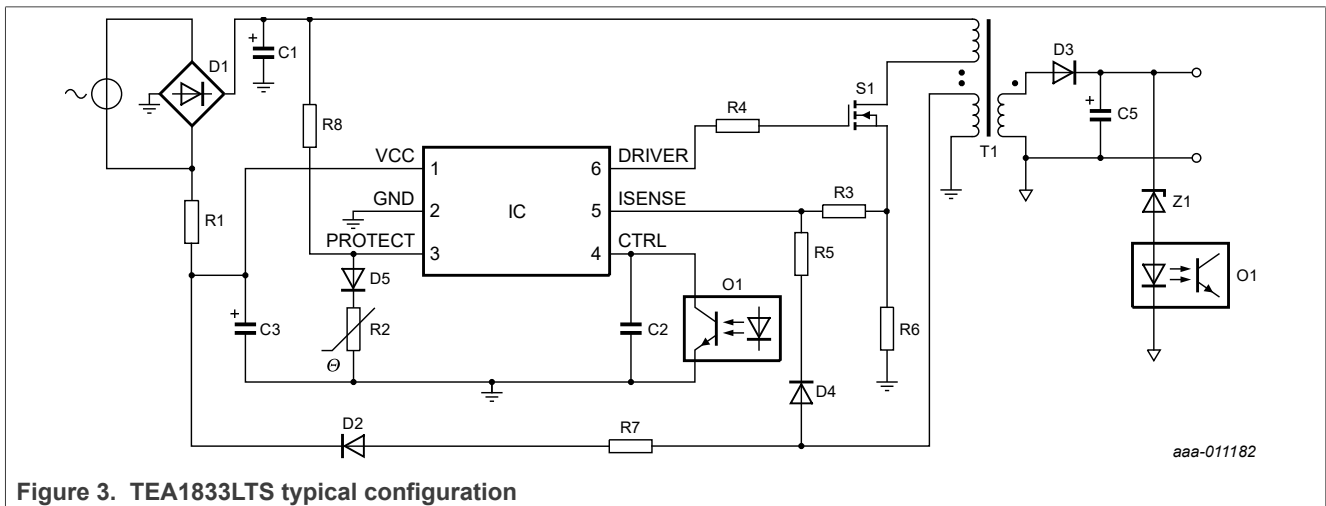 D1
C1
R8
R1
VCC
1
GND
2
PROTECT
3
IC
DRIVER
6
ISENSE
5
CTRL
4
R4
S1
R3
R5
R6
T1
D3
C5
Z1
O1
D5
R2
Θ
C3
C2
O1
D4
D2
R7
aaa-011182
Figure 3. TEA1833LTS typical configuration